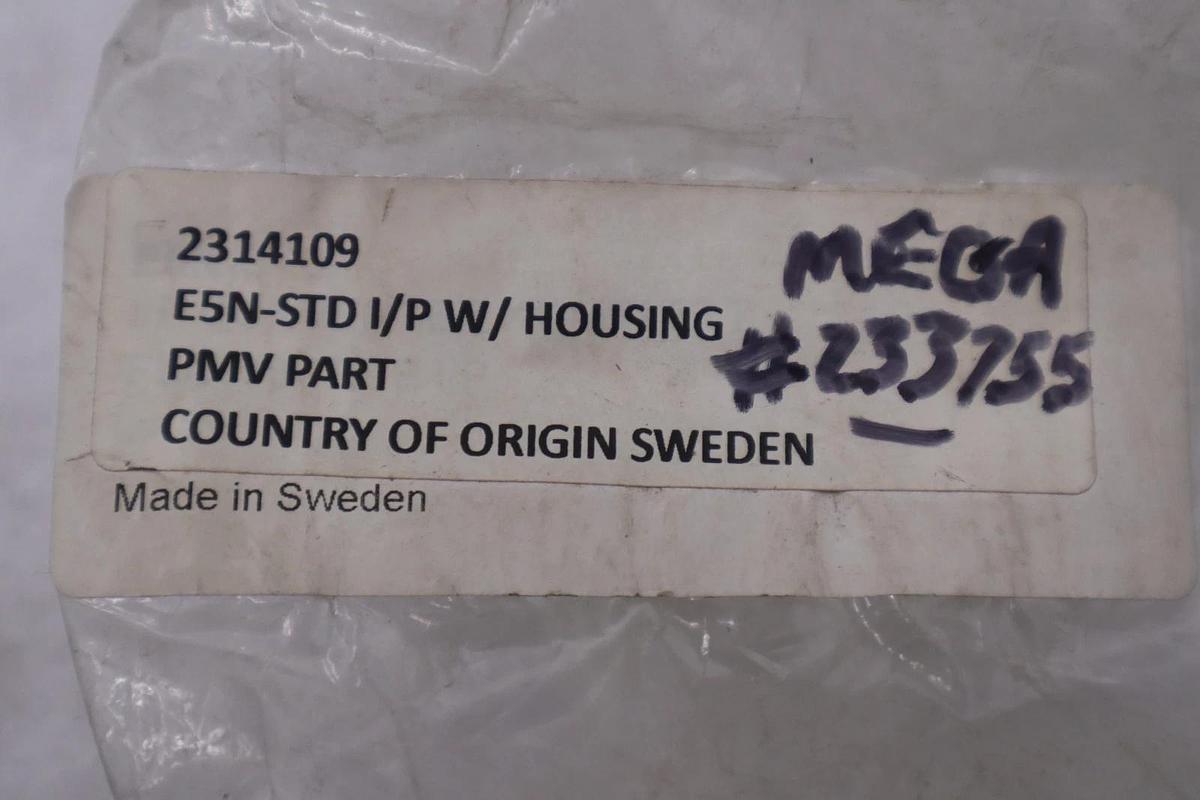 2314109
E5N-STD I/P W/ HOUSING
PMV PART
COUNTRY OF ORIGIN SWEDEN
Made in Sweden
MEGA
#233755